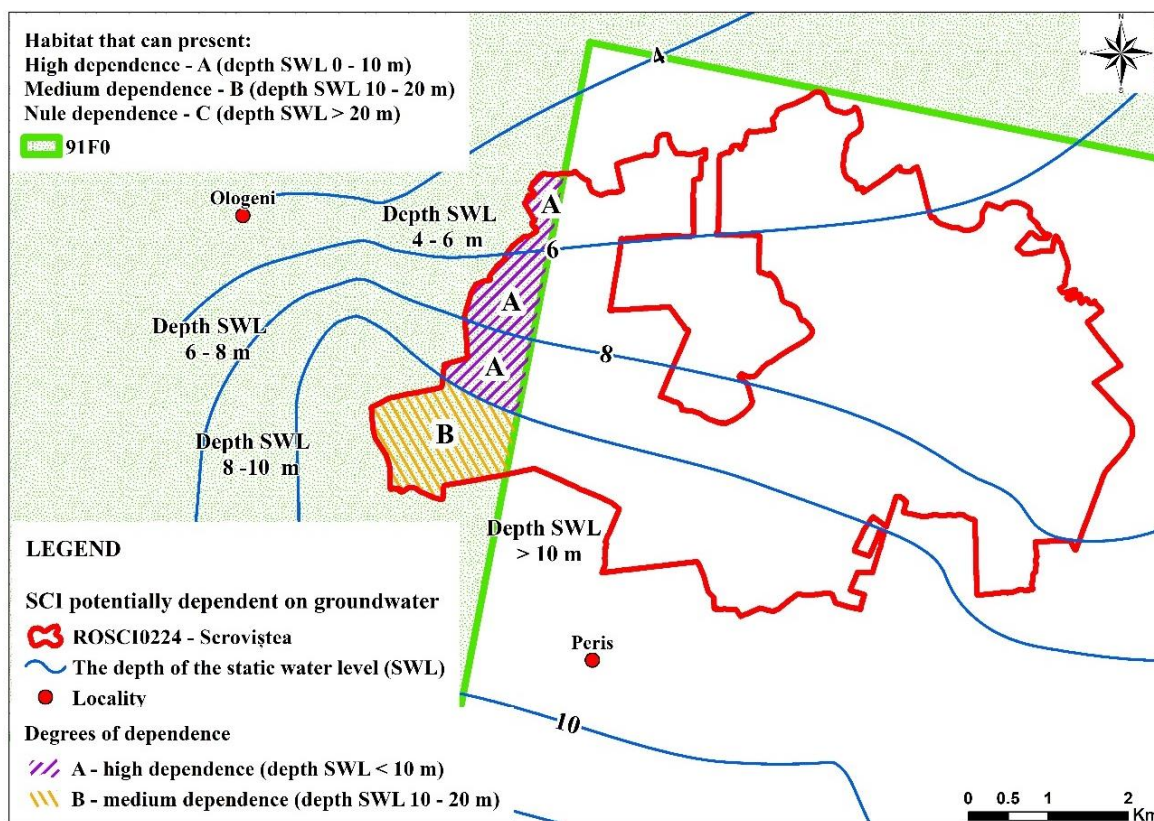 Habitat that can present:
High dependence - A (depth SWL 0 - 10 m)
Medium dependence - B (depth SWL 10 - 20 m)
Nule dependence - C (depth SWL > 20 m)
91F0
N
W
E
S
4
Ologeni
A
Depth SWL
4 - 6 m
6
A
Depth SWL
6 - 8 m
8
A
B
Depth SWL
8 -10 m
Depth SWL
> 10 m
LEGEND
SCI potentially dependent on groundwater
ROSCI0224 - Scroviștea
The depth of the static water level (SWL)
Locality
Peris
10
Degrees of dependence
A - high dependence (depth SWL < 10 m)
B - medium dependence (depth SWL 10 - 20 m)
0 0.5 1 2
Km